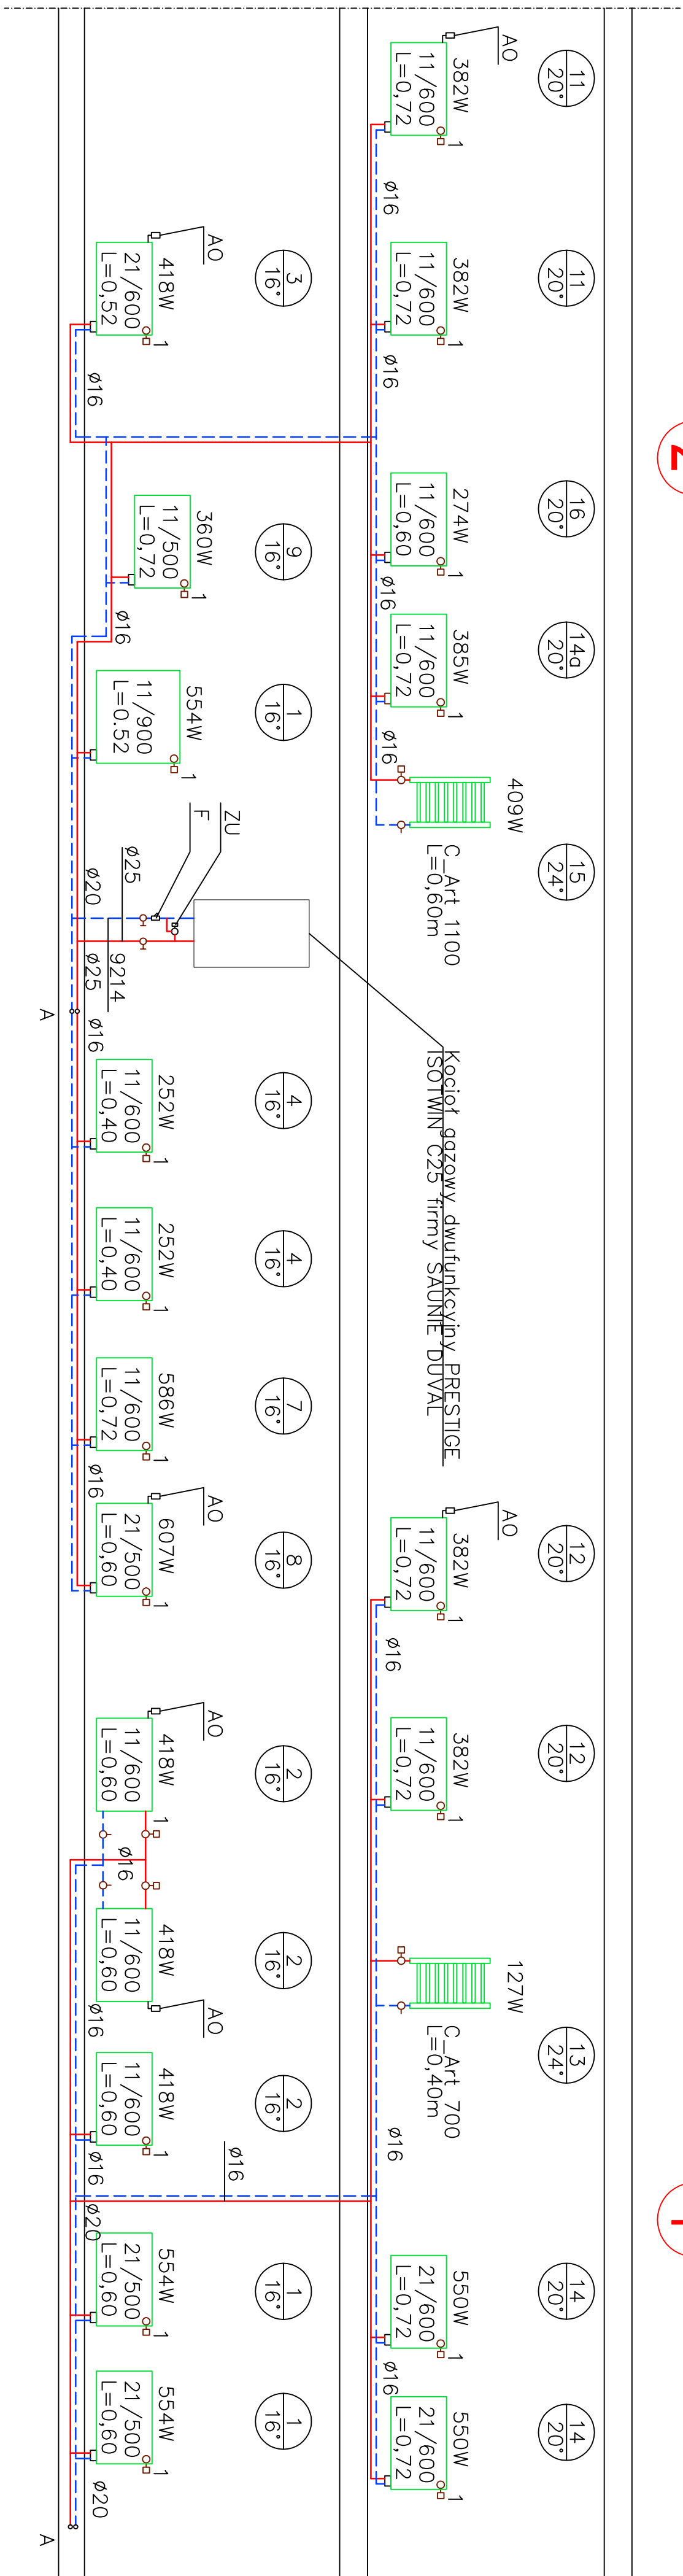 11
20°
11
20°
16
20°
14a
20°
15
24°
12
20°
12
20°
13
24°
14
20°
14
20°
AO
382W
11/600
L=0,72
1
Ø16
382W
11/600
L=0,72
1
Ø16
274W
11/600
L=0,60
1
Ø16
385W
11/600
L=0,72
1
Ø16
409W
C_Art 1100
L=0,60m
Kocioł gazowy dwufunkcyjny PRESTIGE
ISOTWIN C25 firmy SAUNIE DUVAL
AO
382W
11/600
L=0,72
1
Ø16
382W
11/600
L=0,72
1
127W
C_Art 700
L=0,40m
Ø16
550W
21/600
L=0,72
1
Ø16
550W
21/600
L=0,72
1
3
16°
9
16°
1
16°
4
16°
4
16°
7
16°
8
16°
2
16°
2
16°
2
16°
1
16°
1
16°
AO
418W
21/600
L=0,52
1
Ø16
360W
11/500
L=0,72
1
Ø16
554W
11/900
L=0.52
1
ZU
F
Ø25
9214
Ø20
Ø25
A
Ø16
252W
11/600
L=0,40
1
252W
11/600
L=0,40
1
586W
11/600
L=0,72
1
Ø16
AO
607W
21/500
L=0,60
1
AO
418W
11/600
L=0,60
1
Ø16
418W
11/600
L=0,60
AO
Ø16
418W
11/600
L=0,60
1
Ø16
Ø16
Ø20
554W
21/500
L=0,60
1
554W
21/500
L=0,60
1
Ø20
A